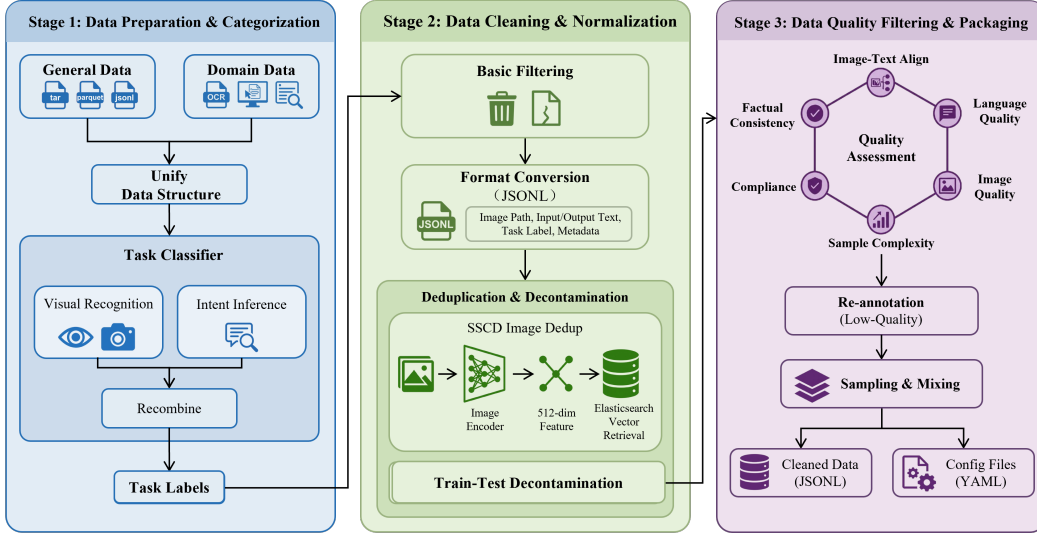 Stage 1: Data Preparation & Categorization
General Data
tar
parquet
jsonl
Domain Data
OCR
Unify
Data Structure
Task Classifier
Visual Recognition
Intent Inference
Recombine
Task Labels
Stage 2: Data Cleaning & Normalization
Basic Filtering
Format Conversion
（JSONL）
JSONL
Image Path, Input/Output Text,
Task Label, Metadata
Deduplication & Decontamination
SSCD Image Dedup
Image
Encoder
512-dim
Feature
Elasticsearch
Vector
Retrieval
Train-Test Decontamination
Stage 3: Data Quality Filtering & Packaging
Image-Text Align
Factual
Consistency
Language
Quality
Quality
Assessment
Compliance
Image
Quality
Sample Complexity
Re-annotation
(Low-Quality)
Sampling & Mixing
Cleaned Data
(JSONL)
Config Files
(YAML)